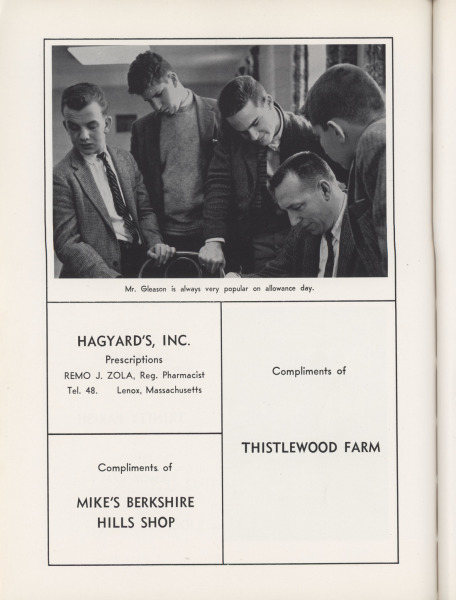 Mr. Gleason is always very popular on allowance day.
HAGYARD'S, INC.
Prescriptions
REMO J. ZOLA, Reg. Pharmacist
Tel. 48. Lenox, Massachusetts
Compliments of
MIKE'S BERKSHIRE
HILLS SHOP
Compliments of
THISTLEWOOD FARM